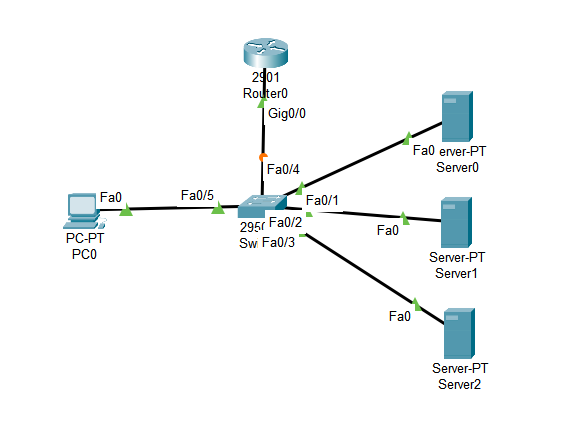 2901
Router0
Gig0/0
Fa0/4
Fa0
erver-PT
Server0
Fa0/1
Fa0/5
Fa0
PC-PT
PC0
Fa0/2
295
Sw
Fa0/3
Fa0
Server-PT
Server1
Fa0
Server-PT
Server2